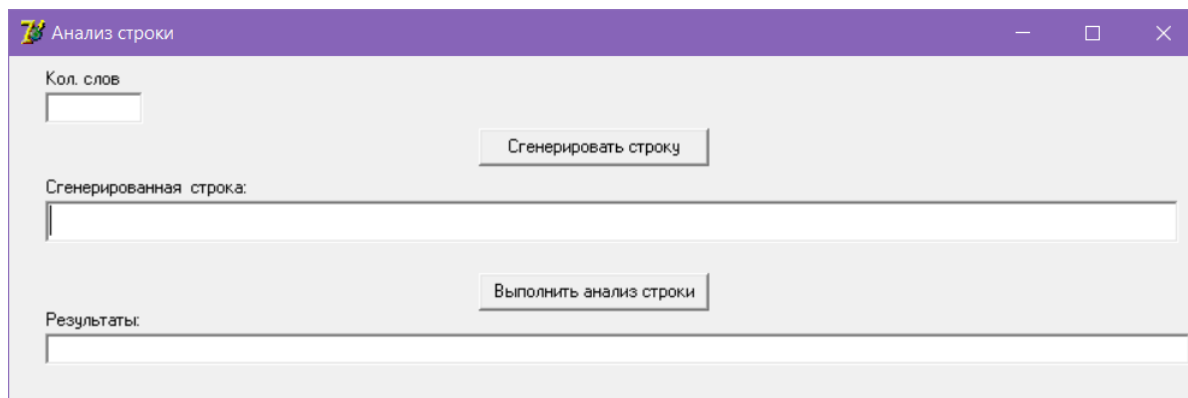 Анализ строки
Кол. слов
Сгенерировать строку
Сгенерированная строка:
Выполнить анализ строки
Результаты: